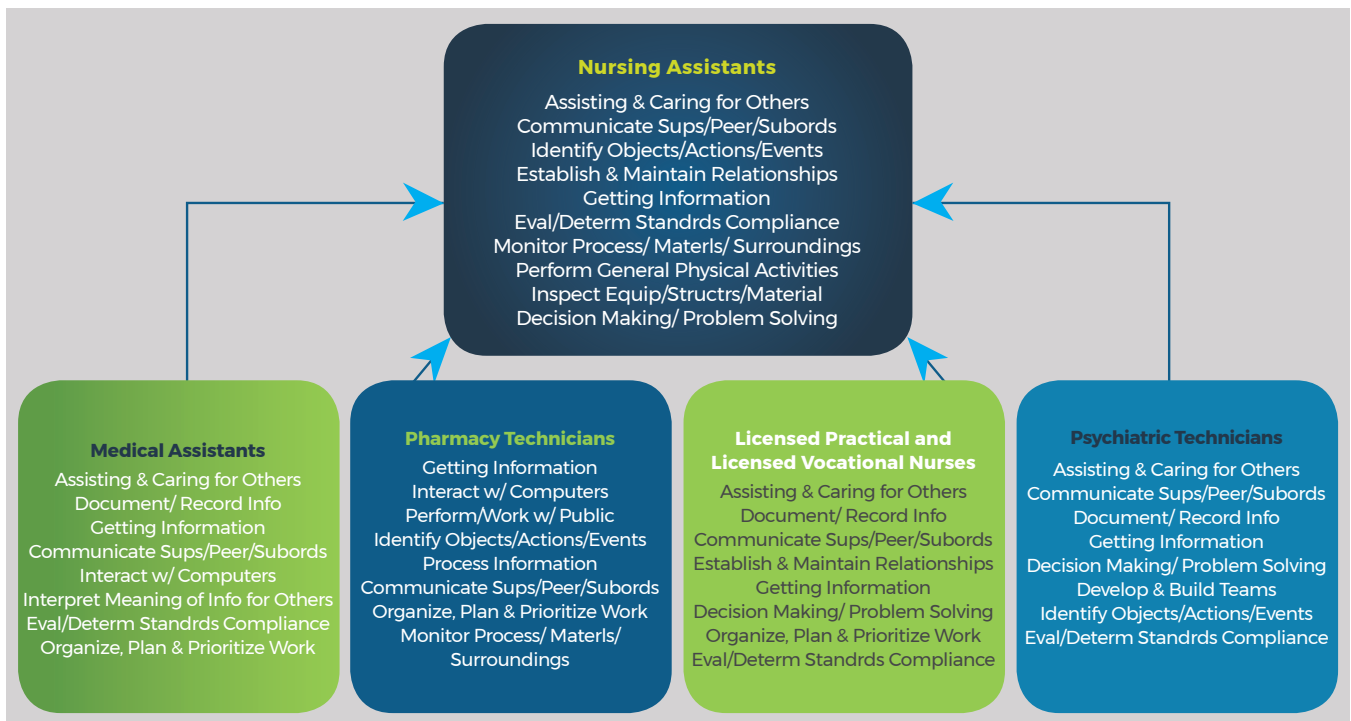 Nursing Assistants
Assisting & Caring for Others
Communicate Sups/Peer/Subords
Identify Objects/Actions/Events
Establish & Maintain Relationships
Getting Information
Eval/Determ Standrds Compliance
Monitor Process/ Materls/ Surroundings
Perform General Physical Activities
Inspect Equip/Structrs/Material
Decision Making/ Problem Solving
Medical Assistants
Assisting & Caring for Others
Document/ Record Info
Getting Information
Communicate Sups/Peer/Subords
Interact w/ Computers
Interpret Meaning of Info for Others
Eval/Determ Standrds Compliance
Organize, Plan & Prioritize Work
Pharmacy Technicians
Getting Information
Interact w/ Computers
Perform/Work w/ Public
Identify Objects/Actions/Events
Process Information
Communicate Sups/Peer/Subords
Organize, Plan & Prioritize Work
Monitor Process/ Materls/
Surroundings
Licensed Practical and
Licensed Vocational Nurses
Assisting & Caring for Others
Document/ Record Info
Communicate Sups/Peer/Subords
Establish & Maintain Relationships
Getting Information
Decision Making/ Problem Solving
Organize, Plan & Prioritize Work
Eval/Determ Standrds Compliance
Psychiatric Technicians
Assisting & Caring for Others
Communicate Sups/Peer/Subords
Document/ Record Info
Getting Information
Decision Making/ Problem Solving
Develop & Build Teams
Identify Objects/Actions/Events
Eval/Determ Standrds Compliance